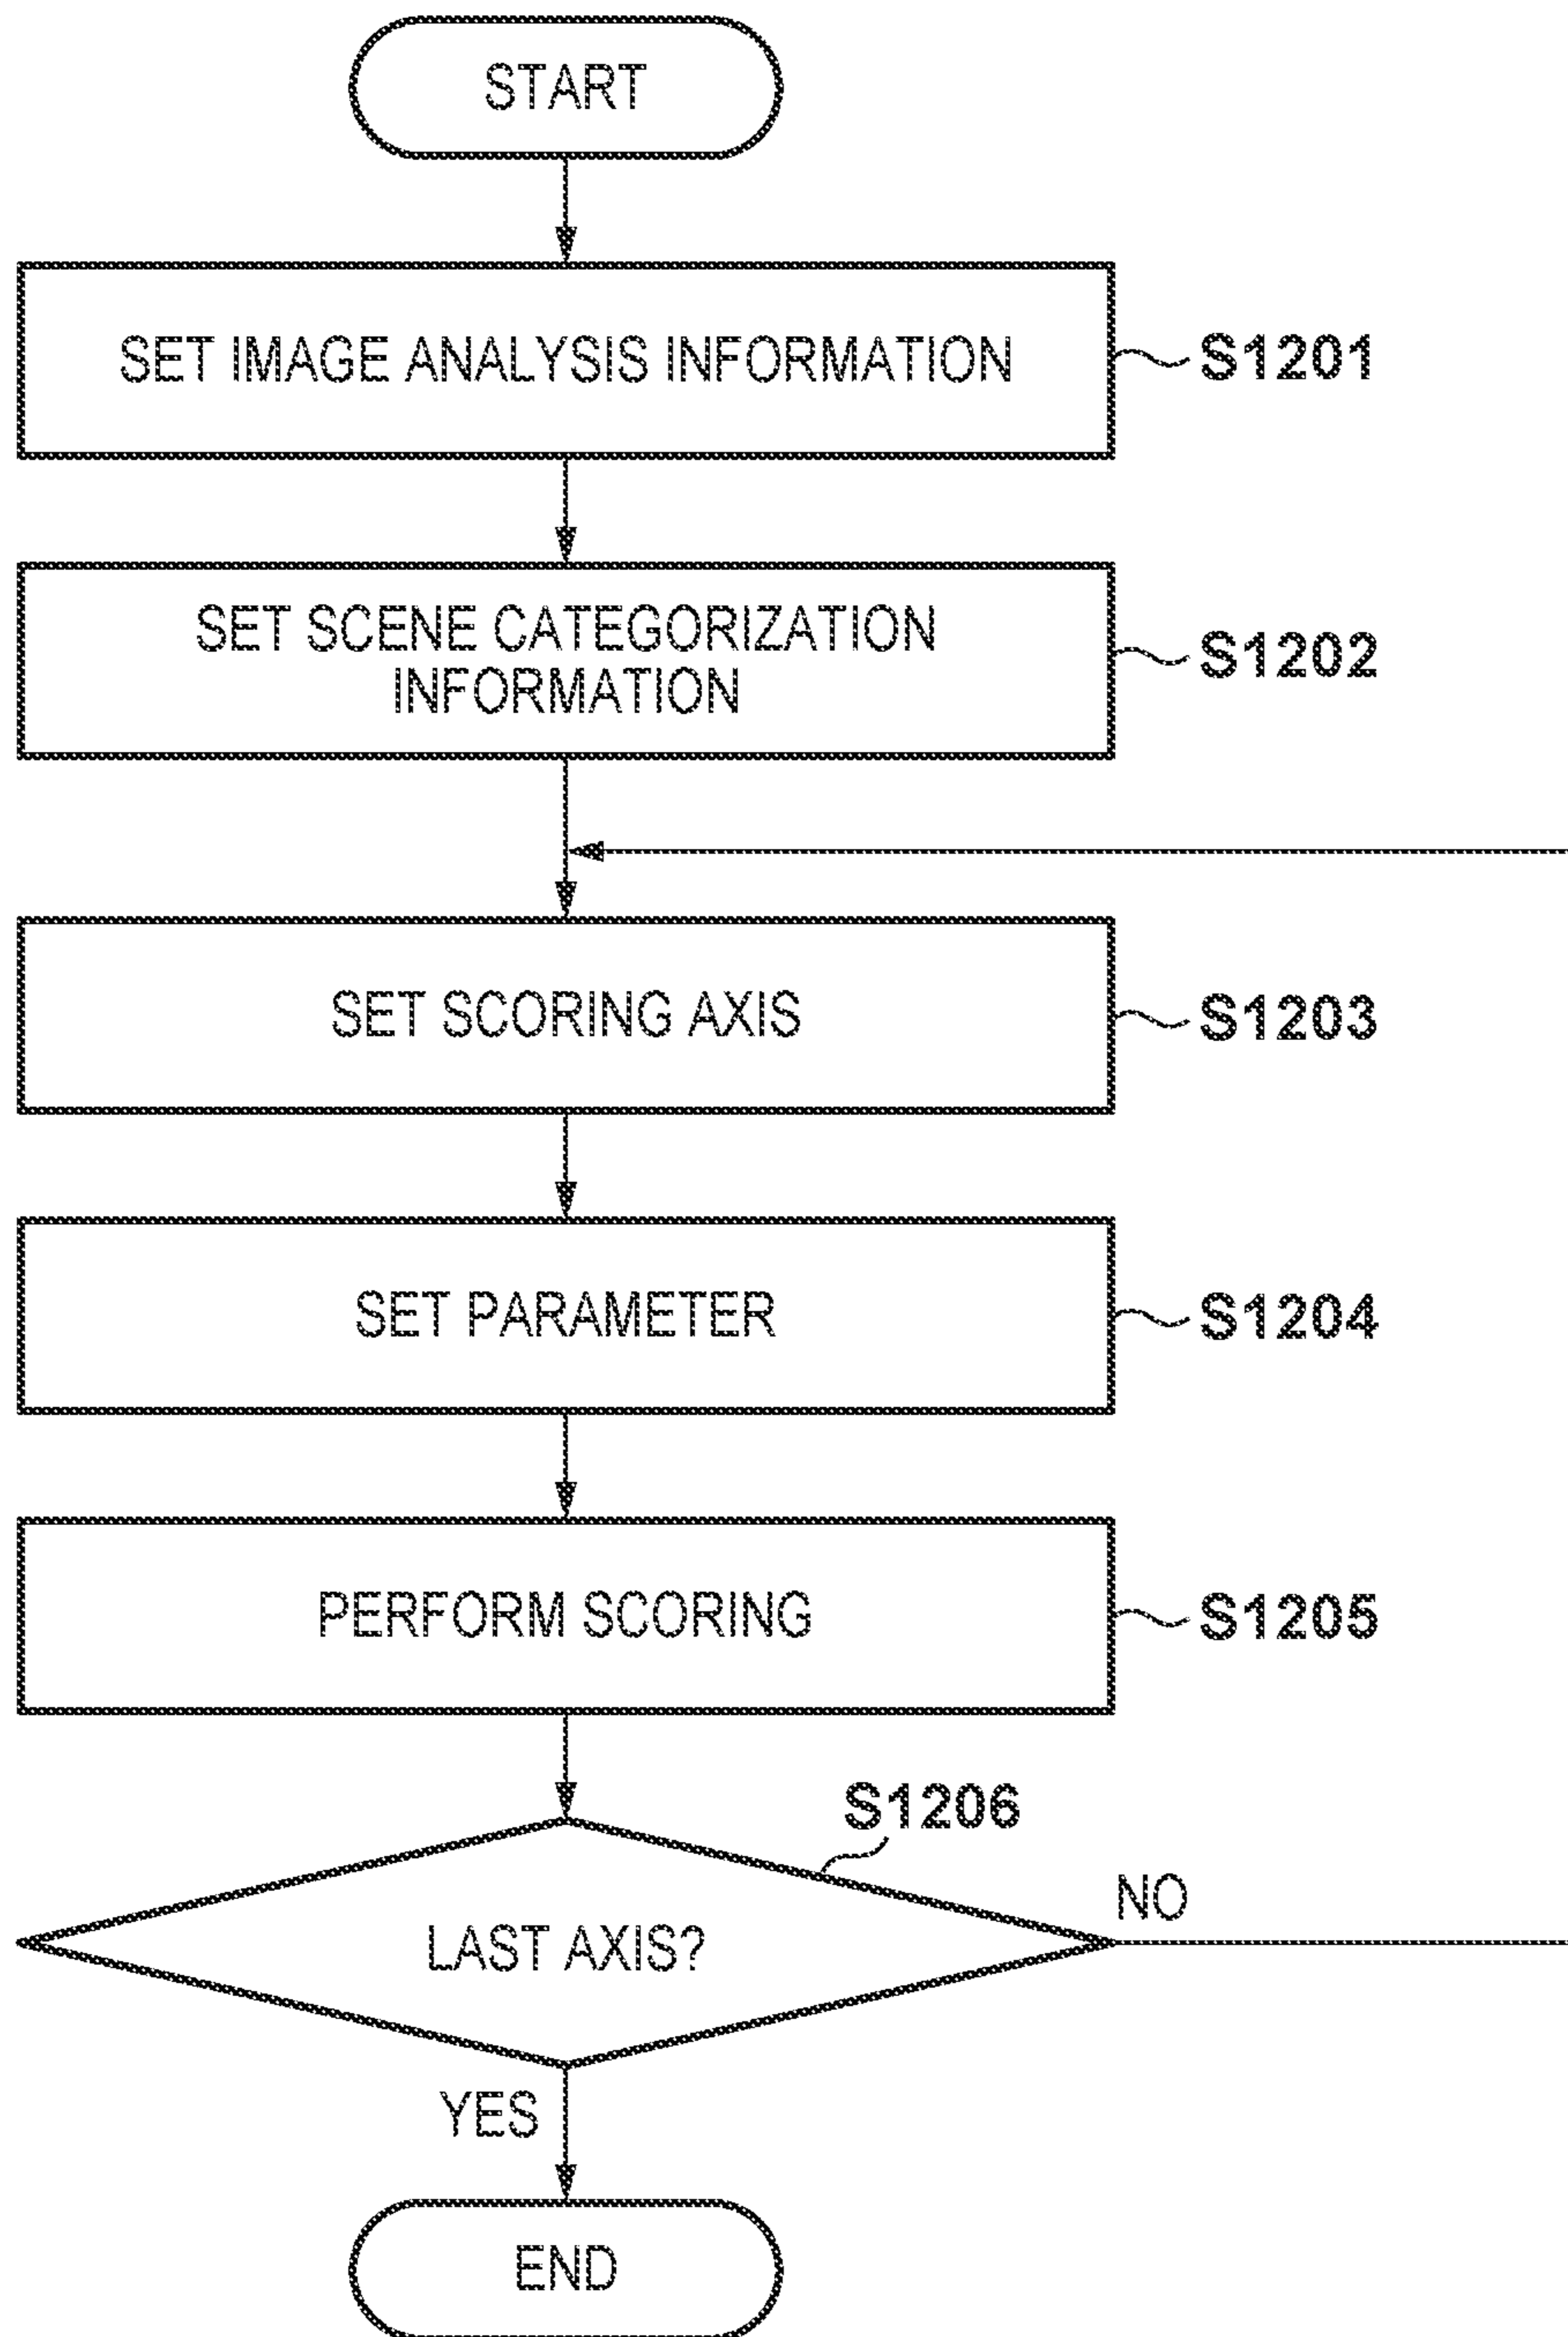 START
SET IMAGE ANALYSIS INFORMATION
S1201
SET SCENE CATEGORIZATION
INFORMATION
S1202
SET SCORING AXIS
S1203
SET PARAMETER
S1204
PERFORM SCORING
S1205
S1206
LAST AXIS?
NO
YES
END